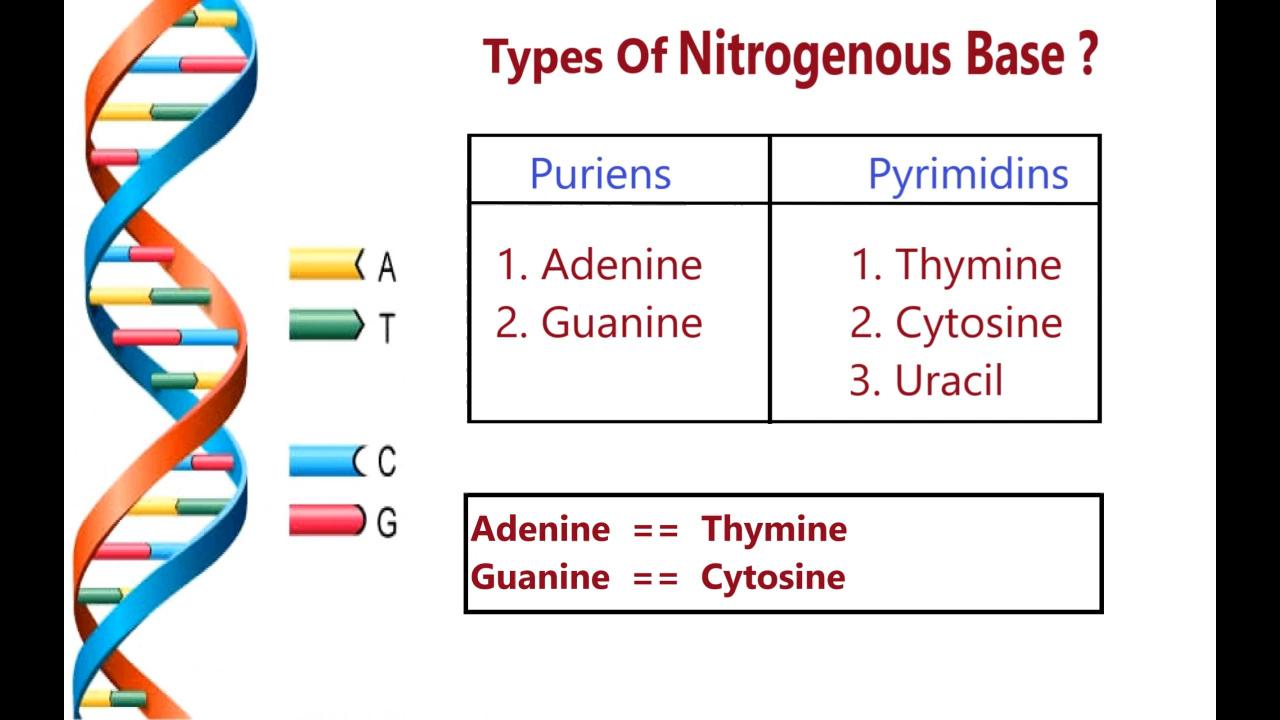 Types Of Nitrogenous Base ?
Puriens Pyrimidins
1. Adenine 1. Thymine
2. Guanine 2. Cytosine
3. Uracil
A
T
C
G
Adenine == Thymine
Guanine == Cytosine